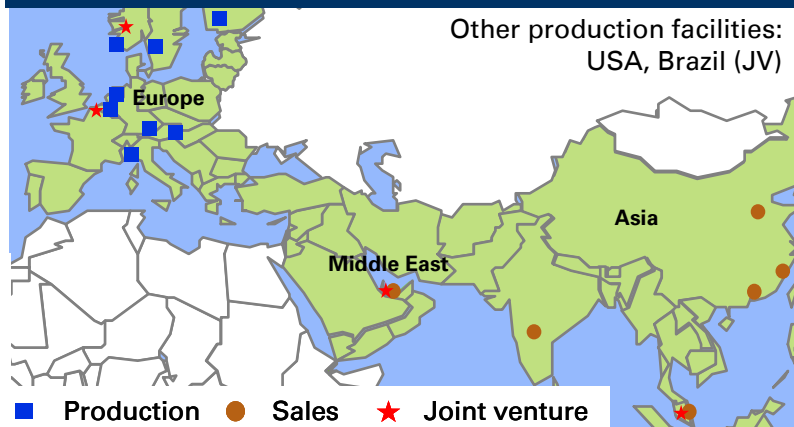 Other production facilities:
USA, Brazil (JV)
Europe
Asia
Middle East
Production
Sales
Joint venture